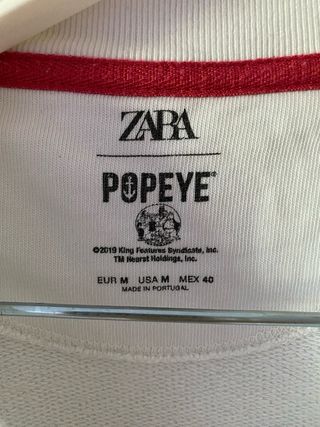 ZARA
POPEYE®
©2019 King Features Syndicate, Inc.
TM Hearst Holdings, Inc.
EUR M USA M MEX 40
MADE IN PORTUGAL